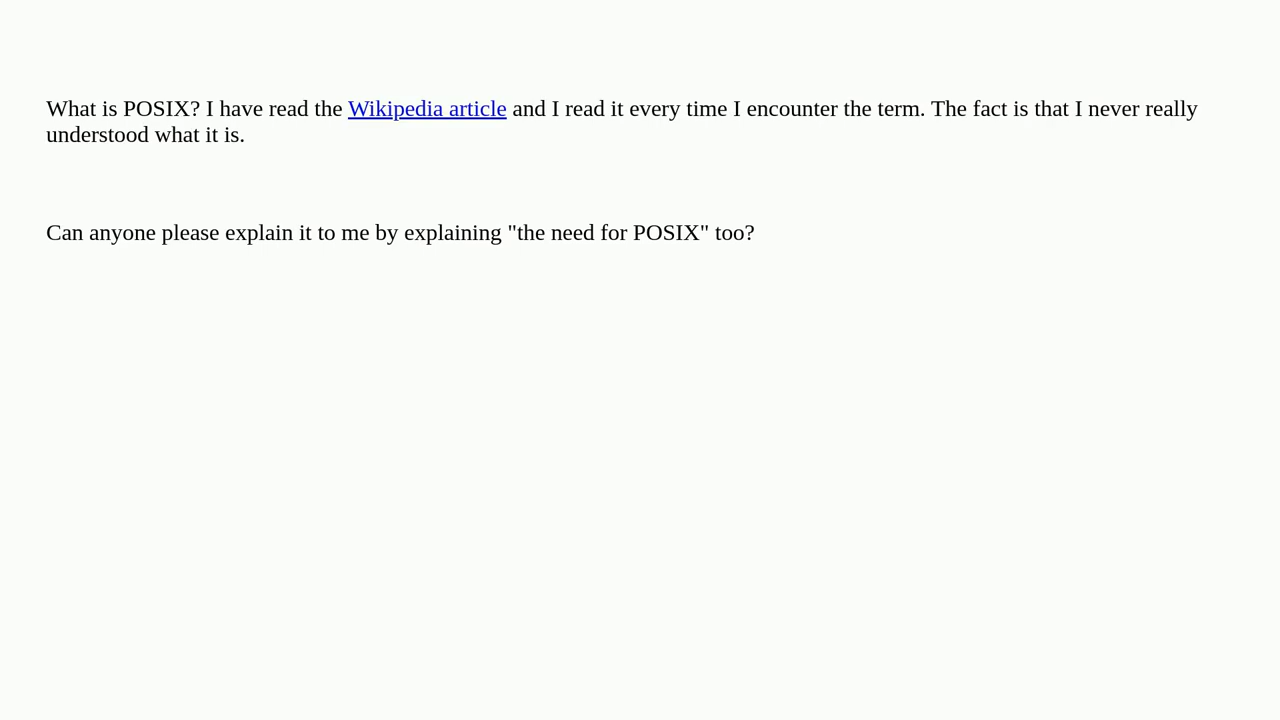 What is POSIX? I have read the Wikipedia article and I read it every time I encounter the term. The fact is that I never really
understood what it is.
Can anyone please explain it to me by explaining "the need for POSIX" too?